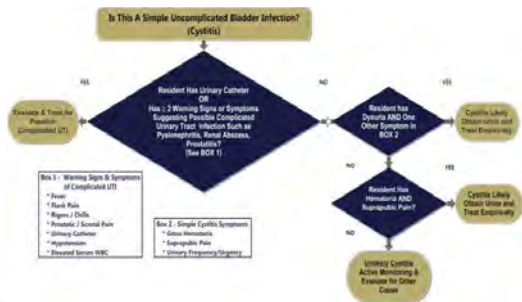 Is This A Simple Uncomplicated Bladder Infection?
(Cystitis)
YES
Resident Has Urinary Catheter
OR
Has ≥ 2 Warning Signs or Symptoms
Suggesting Possible Complicated
Urinary Tract Infection Such as
Pyelonephritis, Renal Abscess,
Prostatitis?
(See BOX 1)
NO
Resident has
Dysuria AND One
Other Symptom in
BOX 2
YES
Cystitis Likely
Obtain Urine and
Treat Empirically
Evaluate & Treat As
Possible
Complicated UTI
NO
Resident Has
Hematuria AND
Suprapubic Pain?
YES
Cystitis Likely
Obtain Urine and
Treat Empirically
NO
Unlikely Cystitis
Active Monitoring &
Evaluate for Other
Cause
Box 1 - Warning Signs & Symptoms
of Complicated UTI
* Fever
* Flank Pain
* Rigors / Chills
* Prostatic / Scrotal Pain
* Urinary Catheter
* Hypotension
* Elevated Serum WBC
Box 2 - Simple Cystitis Symptoms
* Gross Hematuria
* Suprapubic Pain
* Urinary Frequency/Urgency